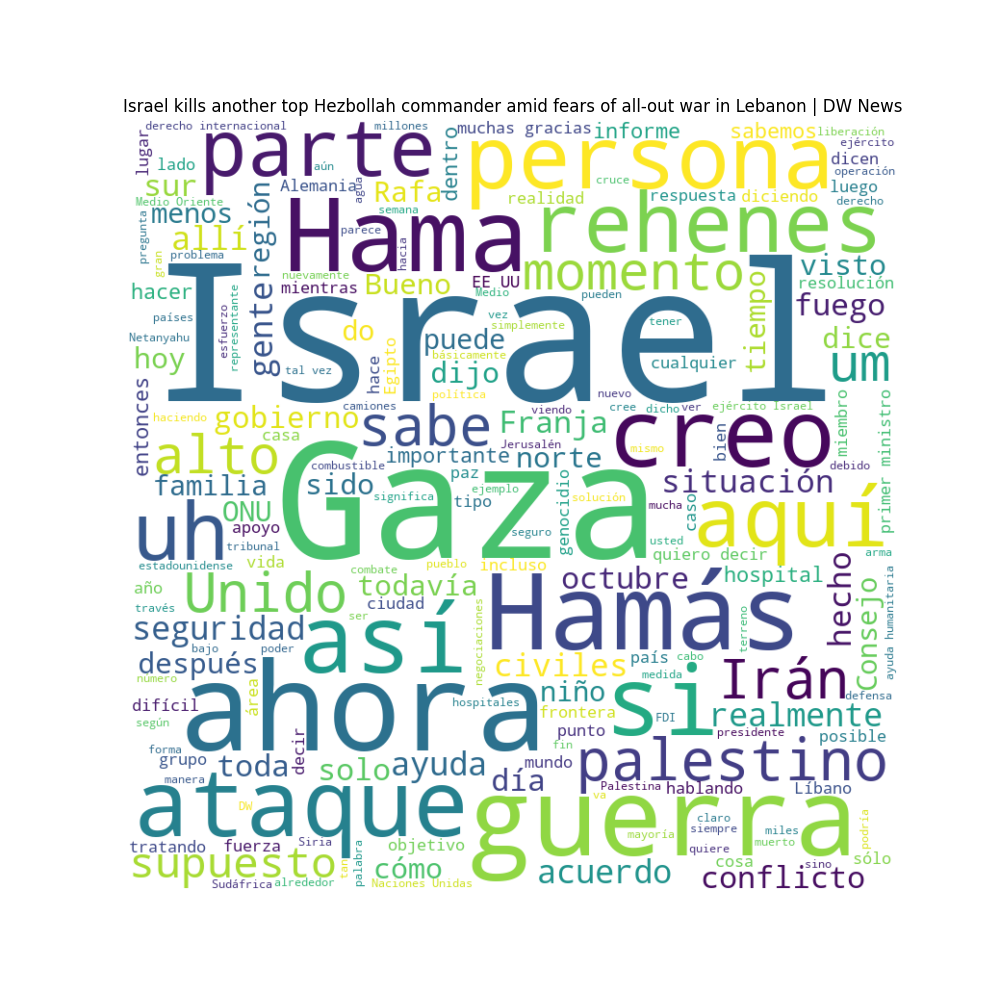 Israel kills another top Hezbollah commander amid fears of all-out war in Lebanon | DW News
derecho internacional
millones
muchas gracias
informe
sabemos
liberación
ejército
lugar
lado
parte
aún
dentro
persona
dicen
operación
sur
Alemania
agua
Rafa
cruce
realidad
respuesta
diciendo
luego
derecho
Medio Oriente
semana
menos
región
Hama
rehenes
pregunta
allí
parece
hacia
gran
problema
momento
visto
hacer
nuevamente
mientras
Bueno
EE UU
Medio
pueden
tiempo
resolución
fuego
países
esfuerzo
representante
gente
Israel
do
vez
simplemente
tener
Netanyahu
puede
dice
hoy
tal vez
hace
Egipto
básicamente
dijo
cualquier
um
entonces
política
nuevo
haciendo
gobierno
camiones
sabe
viendo
cree
dicho
ver
ejército Israel
miembro
ministro
casa
Franja
creo
alto
Jerusalén
mismo
bien
combustible
importante
norte
debido
familia
sido
Gaza
paz
ejemplo
tipo
significa
solución
situación
genocidio
mucha
caso
primer
ONU
apoyo
uh
seguro
usted
aquí
tribunal
quiero decir
arma
estadounidense
vida
combate
pueblo
incluso
octubre
hospital
año
Unido
todavía
Hamás
hecho
Consejo
ayuda humanitaria
través
ciudad
ser
negociaciones
terreno
seguridad
así
bajo
poder
después
civiles
país
cabo
Irán
número
área
medida
defensa
difícil
ahora
hospitales
niño
si
según
frontera
FDI
realmente
punto
presidente
posible
forma
grupo
decir
fin
manera
toda
solo
ayuda
día
mundo
palestino
va
Palestina
hablando
Líbano
ataque
DW
guerra
claro
siempre
miles
podría
mayoría
muerto
tratando
fuerza
Siria
objetivo
quiere
supuesto
tan
palabra
cómo
acuerdo
cosa
sino
sólo
Sudáfrica
alrededor
Naciones Unidas
conflicto